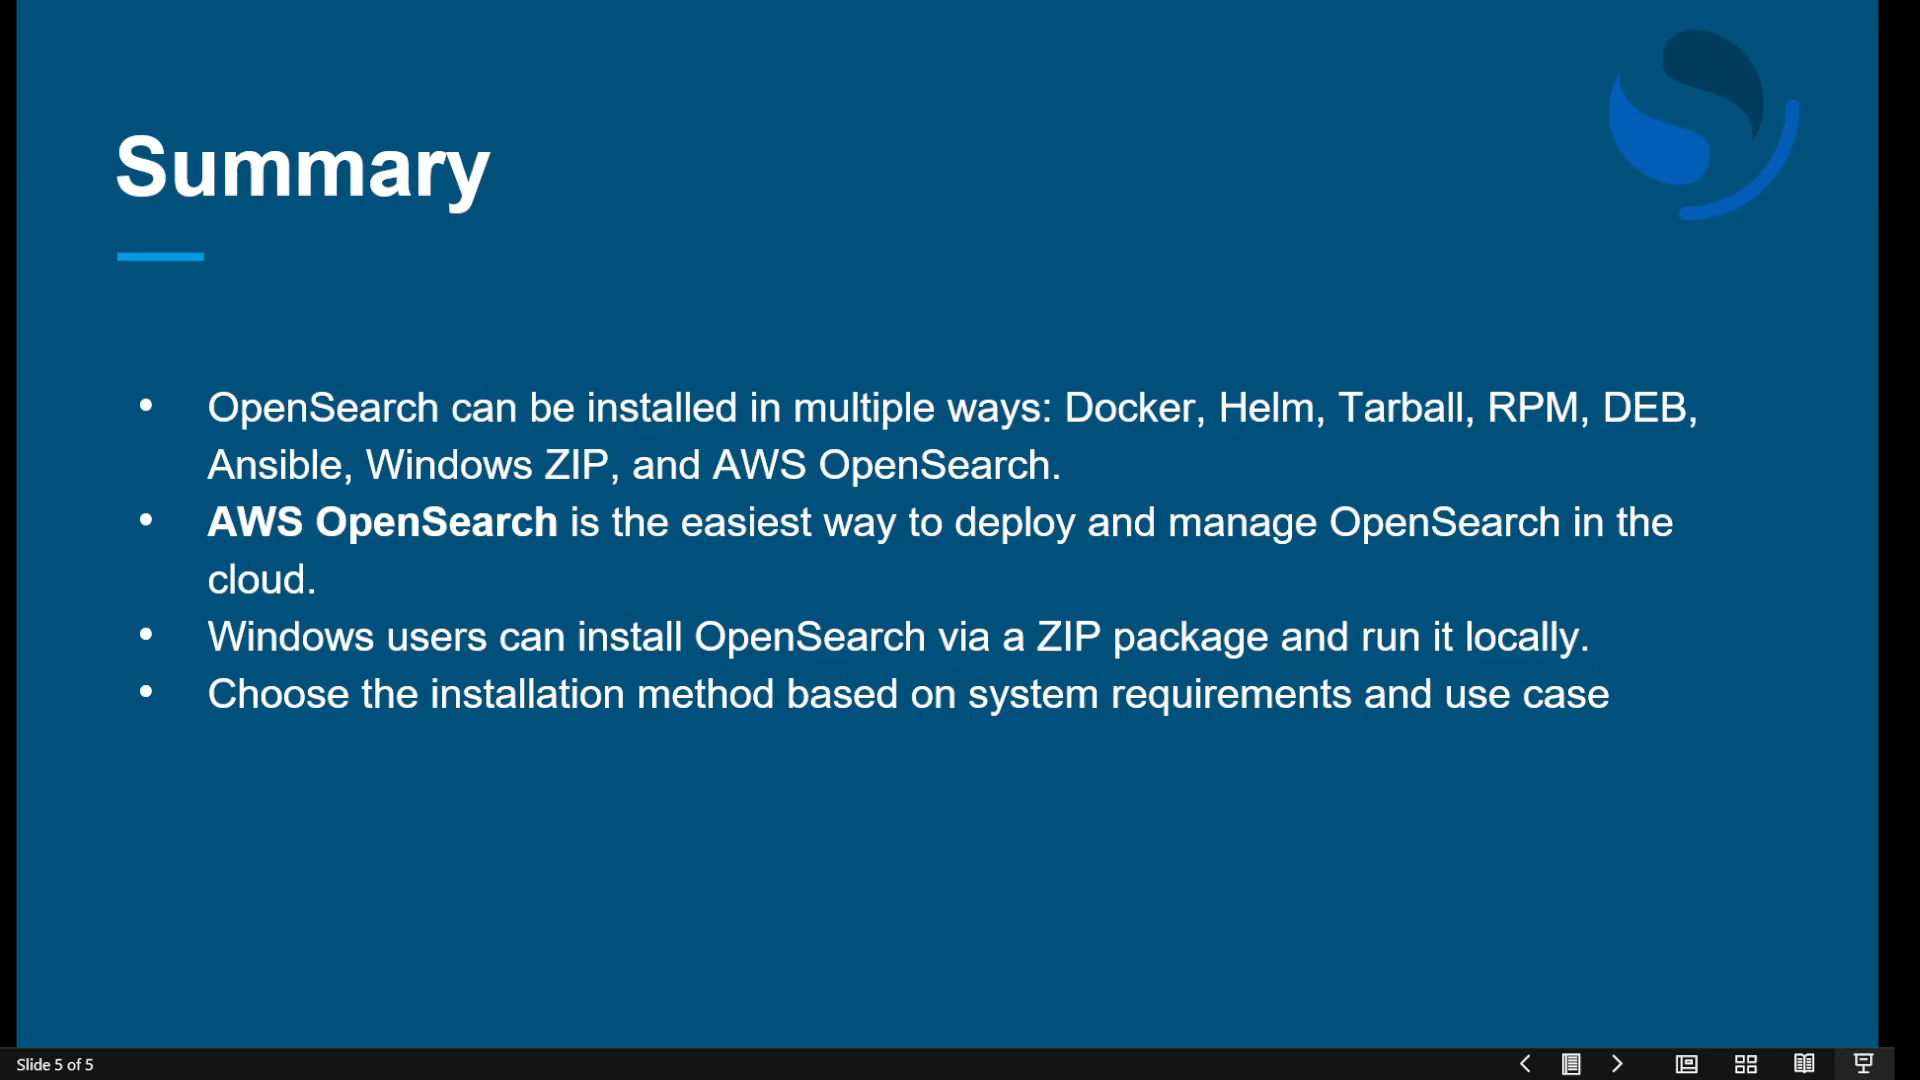 Summary
• OpenSearch can be installed in multiple ways: Docker, Helm, Tarball, RPM, DEB,
Ansible, Windows ZIP, and AWS OpenSearch.
• AWS OpenSearch is the easiest way to deploy and manage OpenSearch in the
cloud.
• Windows users can install OpenSearch via a ZIP package and run it locally.
• Choose the installation method based on system requirements and use case
Slide 5 of 5